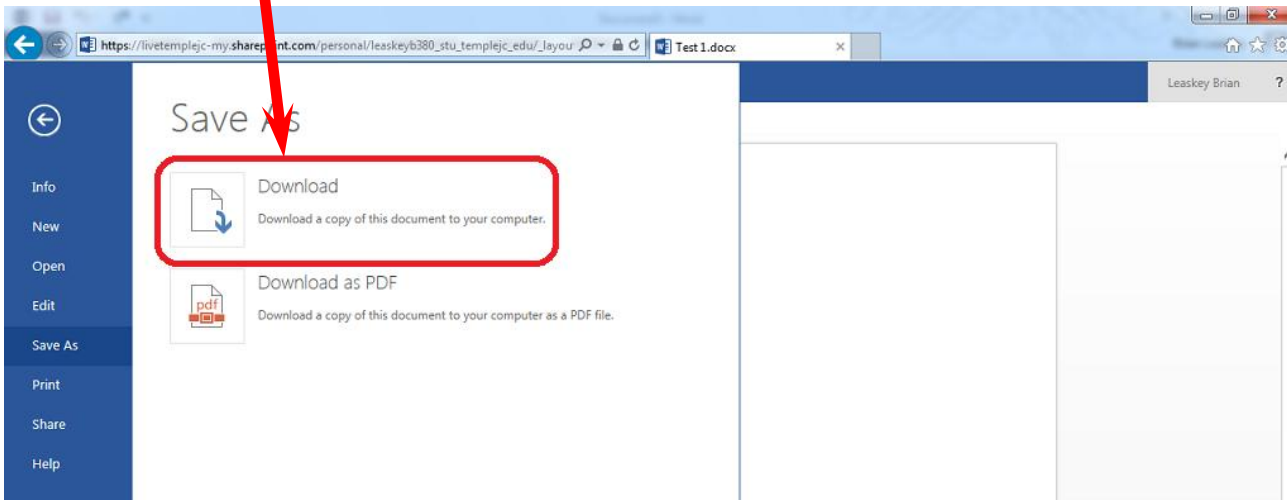 https://livetemplejc-my.sharepoint.com/personal/leaskeyb380_stu_templejc_edu/_layou
Test 1.docx
Leaskey Brian ?
Save As
Info
New
Open
Edit
Save As
Print
Share
Help
Download
Download a copy of this document to your computer.
Download as PDF
pdf
Download a copy of this document to your computer as a PDF file.